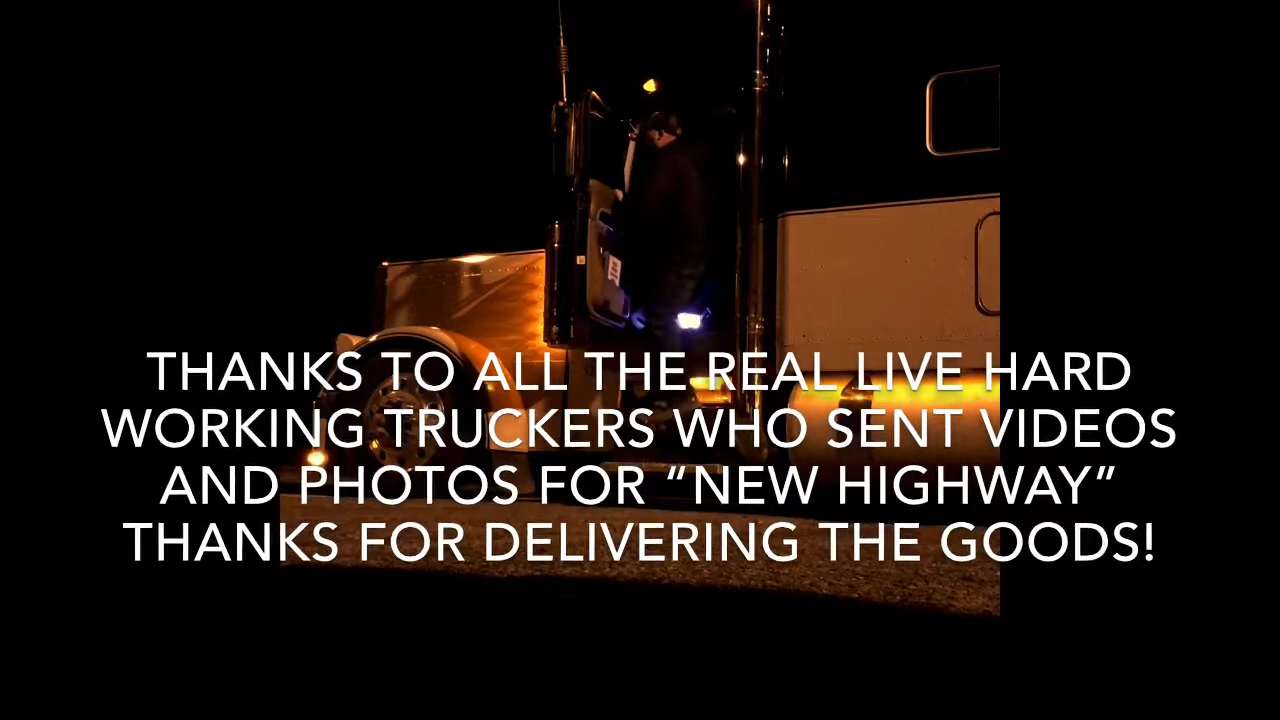 THANKS TO ALL THE REAL LIVE HARD
WORKING TRUCKERS WHO SENT VIDEOS
AND PHOTOS FOR “NEW HIGHWAY”
THANKS FOR DELIVERING THE GOODS!